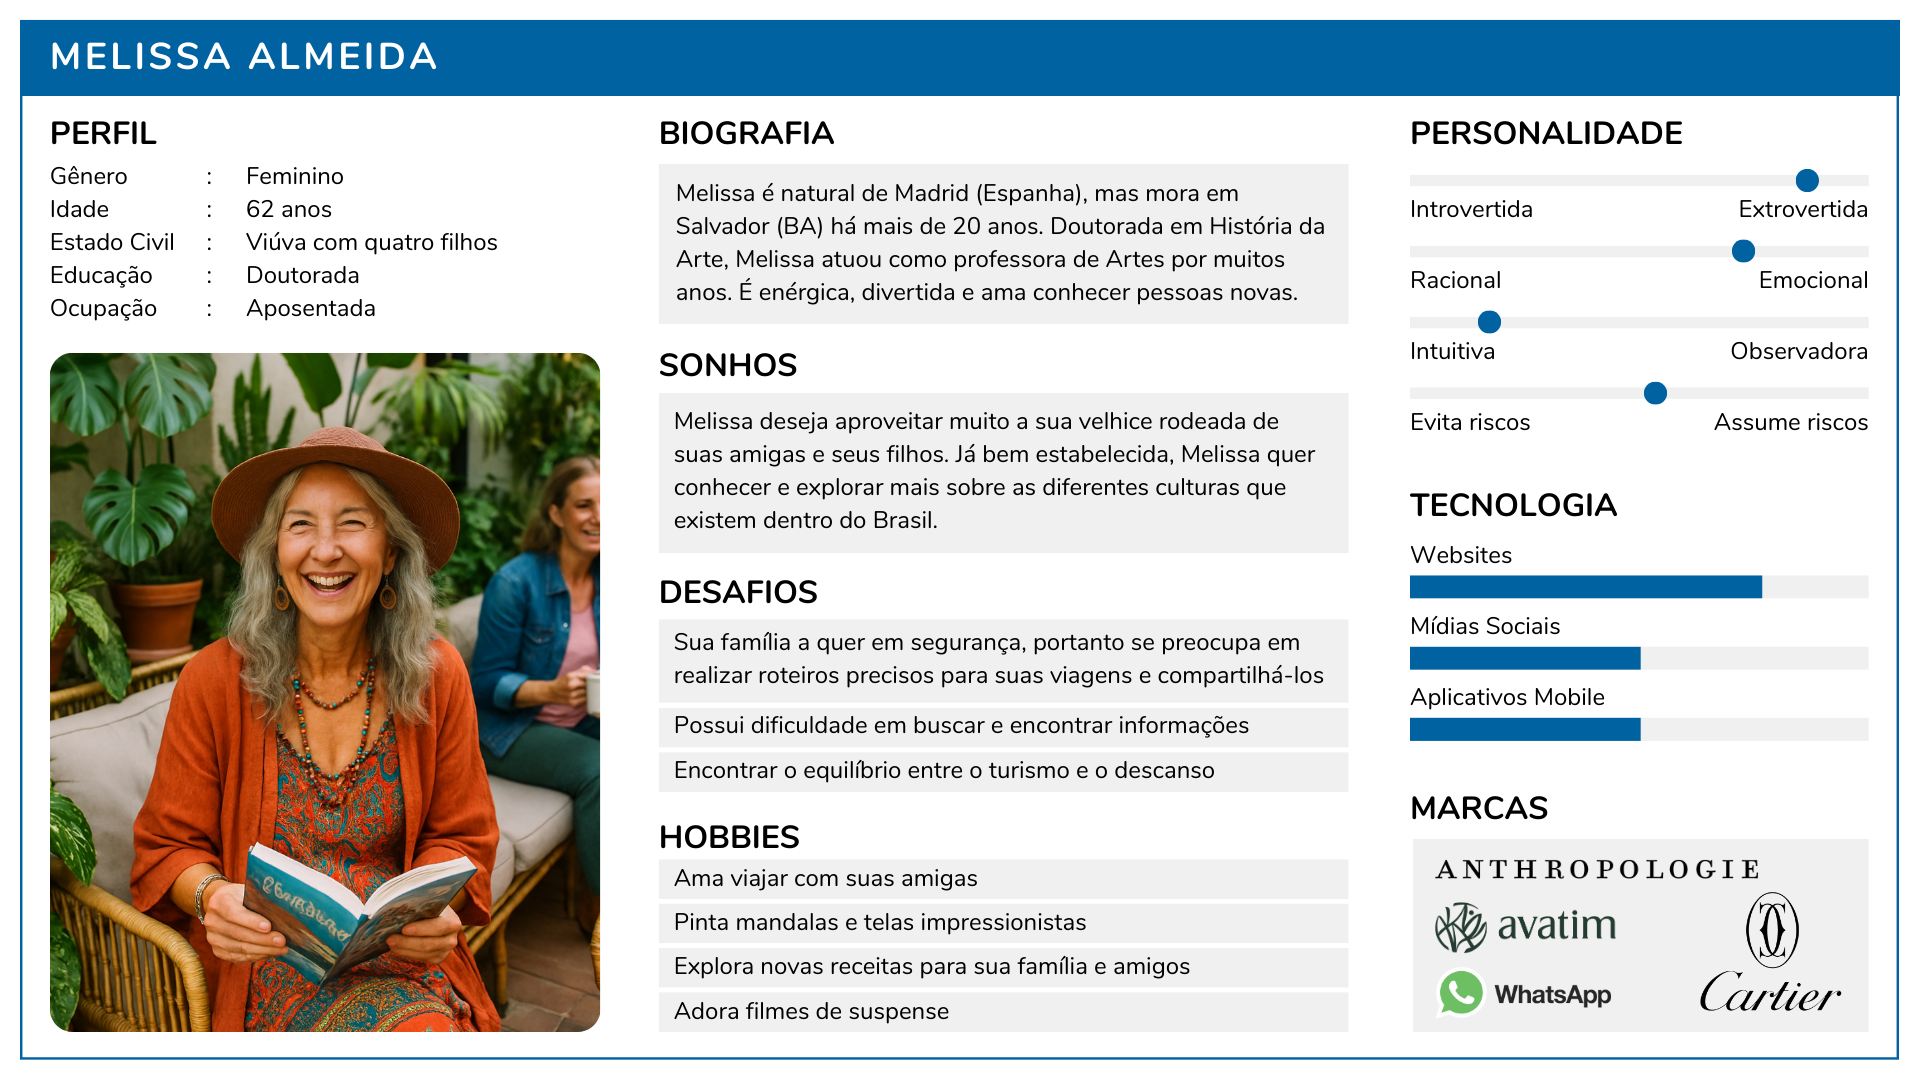 MELISSA ALMEIDA
PERFIL
Gênero : Feminino
Idade : 62 anos
Estado Civil : Viúva com quatro filhos
Educação : Doutorada
Ocupação : Aposentada
BIOGRAFIA
Melissa é natural de Madrid (Espanha), mas mora em
Salvador (BA) há mais de 20 anos. Doutorada em História da
Arte, Melissa atuou como professora de Artes por muitos
anos. É enérgica, divertida e ama conhecer pessoas novas.
SONHOS
Melissa deseja aproveitar muito a sua velhice rodeada de
suas amigas e seus filhos. Já bem estabelecida, Melissa quer
conhecer e explorar mais sobre as diferentes culturas que
existem dentro do Brasil.
DESAFIOS
Sua família a quer em segurança, portanto se preocupa em
realizar roteiros precisos para suas viagens e compartilhá-los
Possui dificuldade em buscar e encontrar informações
Encontrar o equilíbrio entre o turismo e o descanso
HOBBIES
Ama viajar com suas amigas
Pinta mandalas e telas impressionistas
Explora novas receitas para sua família e amigos
Adora filmes de suspense
PERSONALIDADE
Introvertida Extrovertida
Racional Emocional
Intuitiva Observadora
Evita riscos Assume riscos
TECNOLOGIA
Websites
Mídias Sociais
Aplicativos Mobile
MARCAS
ANTHROPOLOGIE
avatim
WhatsApp
Cartier